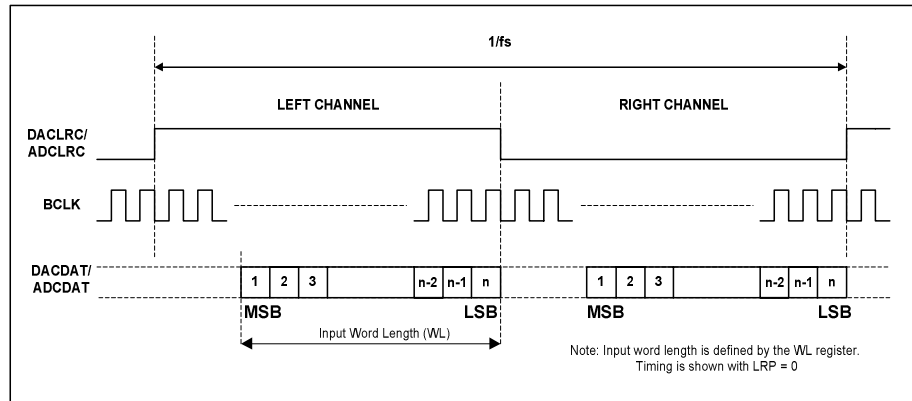 1/fs
LEFT CHANNEL
RIGHT CHANNEL
DACLRC/
ADCLRC
BCLK
DACDAT/
ADCDAT
1 2 3 n-2 n-1 n
1 2 3 n-2 n-1 n
MSB LSB
MSB LSB
Input Word Length (WL)
Note: Input word length is defined by the WL register.
Timing is shown with LRP = 0